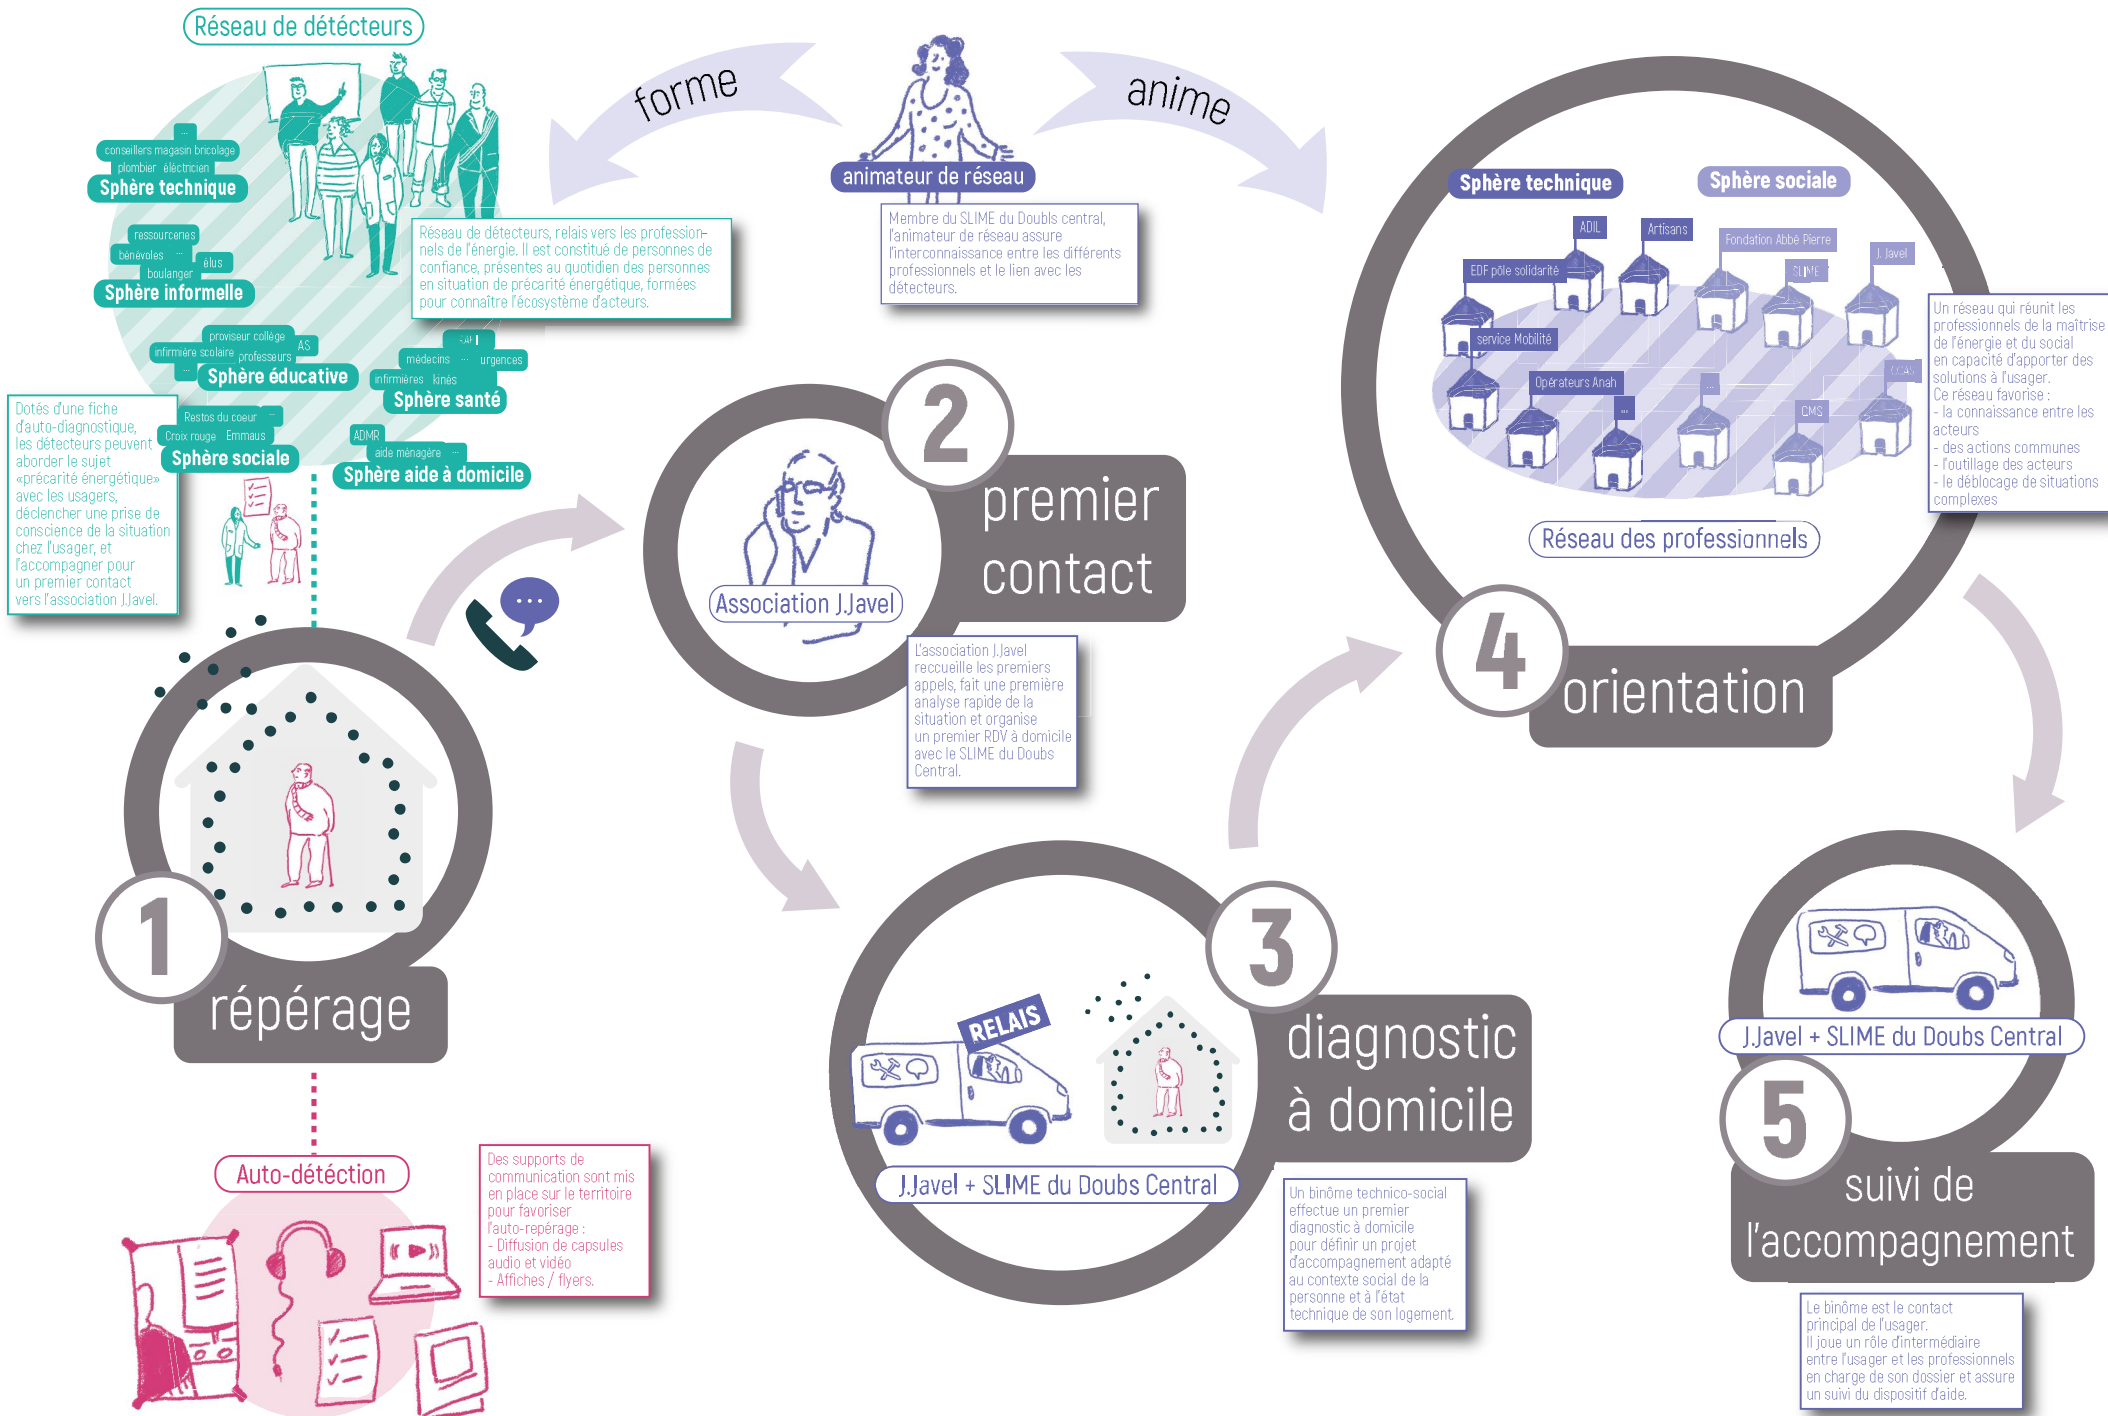 Réseau de détécteurs
...
conseillers magasin bricolage
plombier éléctricien
Sphère technique
ressourceries
bénévoles ... élus
boulanger
Sphère informelle
proviseur collège
infirmière scolaire professeurs AS
...
Sphère éducative
médecins ... urgences
infirmières kinés
Sphère santé
Restos du coeur ...
Croix rouge Emmaus
Sphère sociale
ADMR
aide ménagère ...
Sphère aide à domicile
Réseau de détecteurs, relais vers les profession-
nels de l'énergie. Il est constitué de personnes de
confiance, présentes au quotidien des personnes
en situation de précarité énergétique, formées
pour connaître l'écosystème d'acteurs.
Dotés d'une fiche
d'auto-diagnostique,
les détecteurs peuvent
aborder le sujet
«précarité énergétique»
avec les usagers,
déclencher une prise de
conscience de la situation
chez l'usager, et
l'accompagner pour
un premier contact
vers l'association J.Javel.
forme
anime
animateur de réseau
Membre du SLIME du Doubls central,
l'animateur de réseau assure
l'interconnaissance entre les différents
professionnels et le lien avec les
détecteurs.
1
répérage
Auto-détéction
Des supports de
communication sont mis
en place sur le territoire
pour favoriser
l'auto-repérage :
- Diffusion de capsules
audio et vidéo
- Affiches / flyers.
2
premier
contact
Association J.Javel
L'association J.Javel
reccueille les premiers
appels, fait une première
analyse rapide de la
situation et organise
un premier RDV à domicile
avec le SLIME du Doubs
Central.
3
diagnostic
à domicile
RELAIS
J.Javel + SLIME du Doubs Central
Un binôme technico-social
effectue un premier
diagnostic à domicile
pour définir un projet
d'accompagnement adapté
au contexte social de la
personne et à l'état
technique de son logement.
Sphère technique
Sphère sociale
ADIL
Artisans
Fondation Abbé Pierre
J. Javel
EDF pôle solidarité
SLIME
service Mobilité
Opérateurs Anah
...
CCAS
...
CMS
Réseau des professionnels
Un réseau qui réunit les
professionnels de la maîtrise
de l'énergie et du social
en capacité d'apporter des
solutions à l'usager.
Ce réseau favorise :
- la connaissance entre les
acteurs
- des actions communes
- l'outillage des acteurs
- le déblocage de situations
complexes
4
orientation
J.Javel + SLIME du Doubs Central
5
suivi de
l'accompagnement
Le binôme est le contact
principal de l'usager.
Il joue un rôle d'intermédiaire
entre l'usager et les professionnels
en charge de son dossier et assure
un suivi du dispositif d'aide.